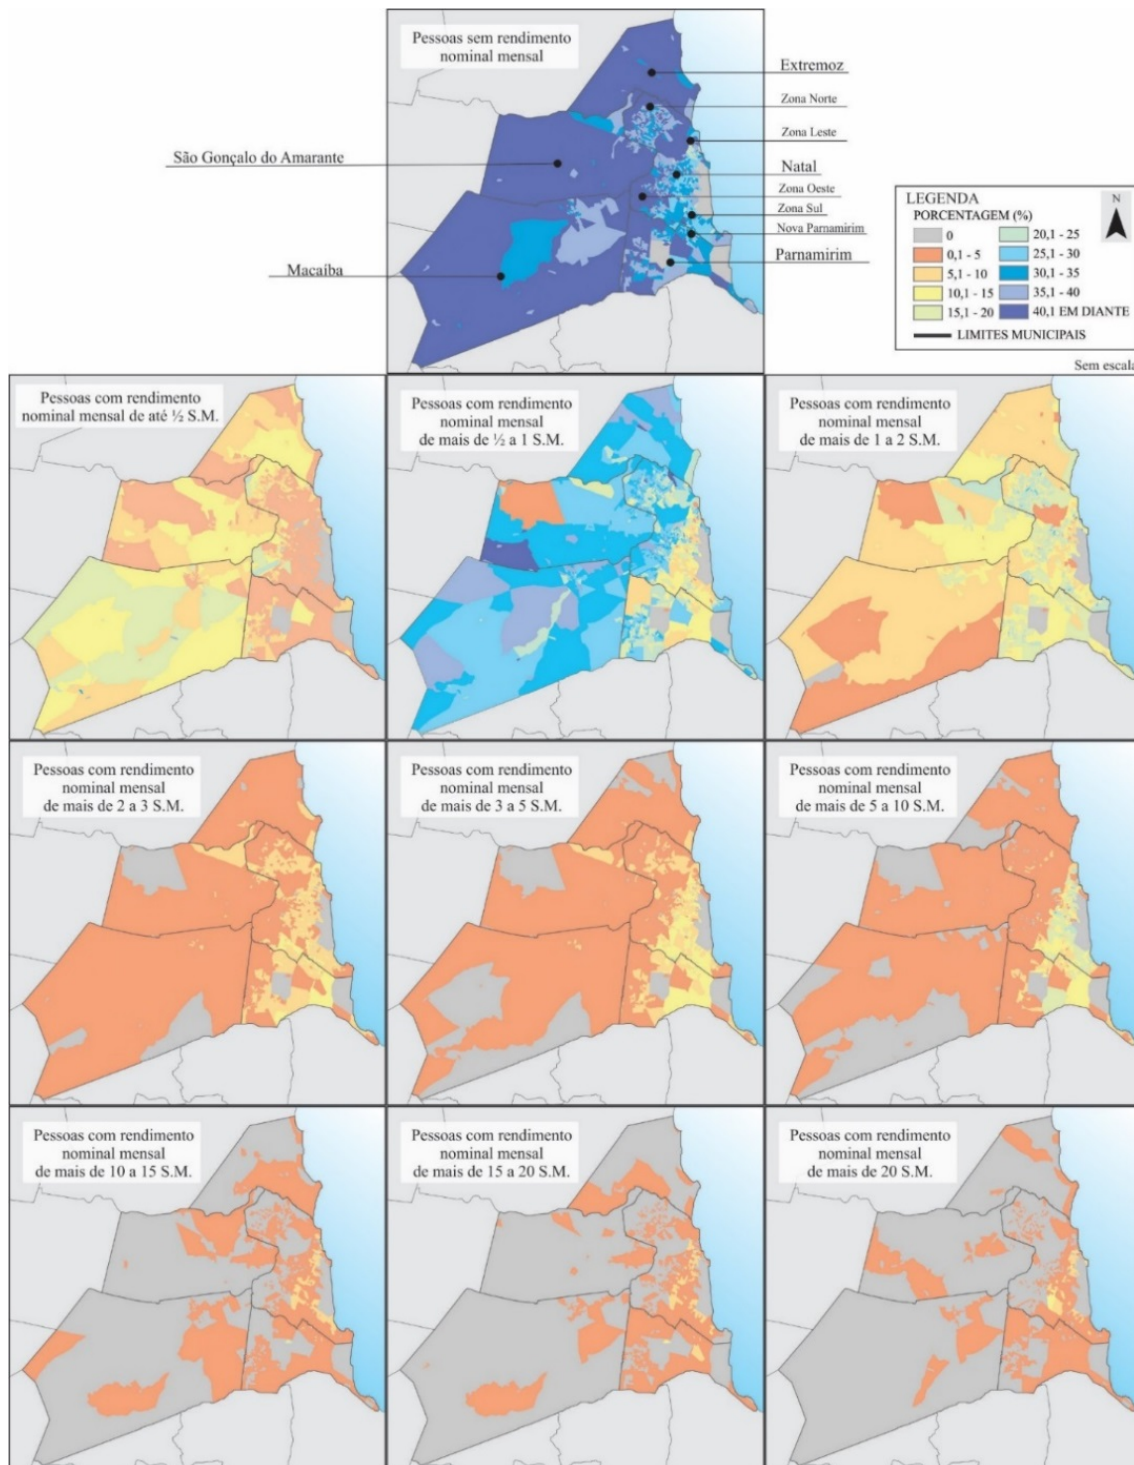 Pessoas sem rendimento
nominal mensal
Extremoz
Zona Norte
Zona Leste
São Gonçalo do Amarante
Natal
Zona Oeste
Zona Sul
Nova Parnamirim
Parnamirim
Macaíba
LEGENDA
PORCENTAGEM (%)
N
0
20,1 - 25
0,1 - 5
25,1 - 30
5,1 - 10
30,1 - 35
10,1 - 15
35,1 - 40
15,1 - 20
40,1 EM DIANTE
LIMITES MUNICIPAIS
Sem escala
Pessoas com rendimento
nominal mensal de até ½ S.M.
Pessoas com rendimento
nominal mensal
de mais de ½ a 1 S.M.
Pessoas com rendimento
nominal mensal
de mais de 1 a 2 S.M.
Pessoas com rendimento
nominal mensal
de mais de 2 a 3 S.M.
Pessoas com rendimento
nominal mensal
de mais de 3 a 5 S.M.
Pessoas com rendimento
nominal mensal
de mais de 5 a 10 S.M.
Pessoas com rendimento
nominal mensal
de mais de 10 a 15 S.M.
Pessoas com rendimento
nominal mensal
de mais de 15 a 20 S.M.
Pessoas com rendimento
nominal mensal
de mais de 20 S.M.